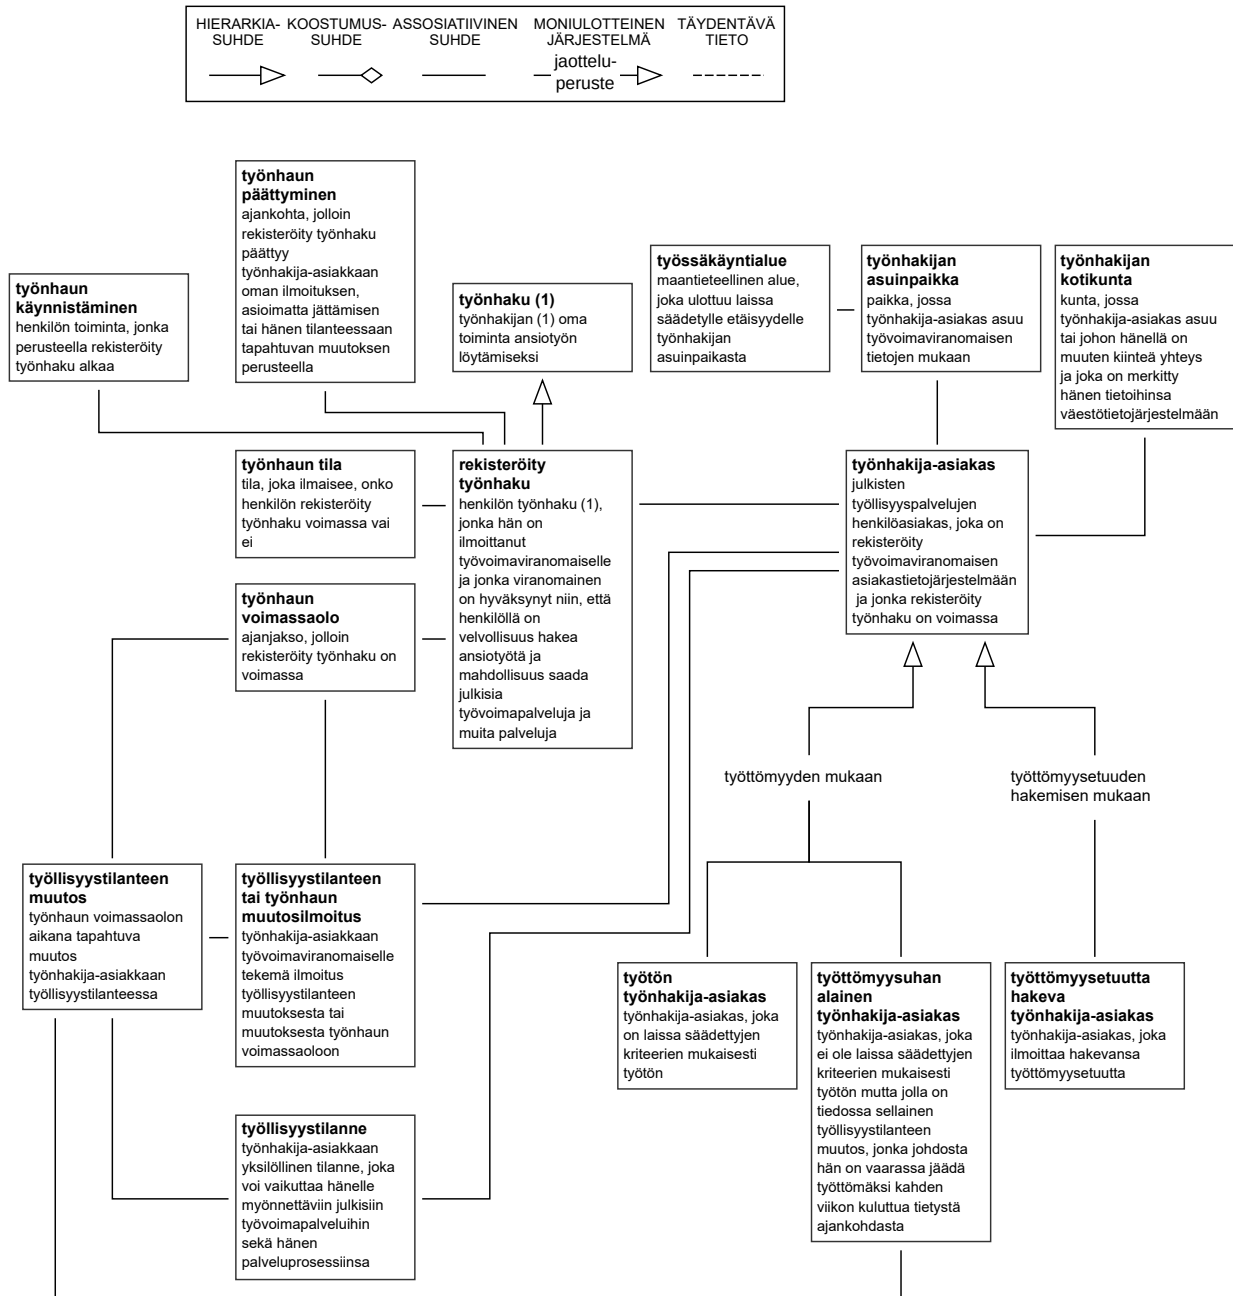 HIERARKIA-
SUHDE
KOOSTUMUS-
SUHDE
ASSOSIATIIVINEN
SUHDE
MONIULOTTEINEN
JÄRJESTELMÄ
jaottelu-
peruste
TÄYDENTÄVÄ
TIETO
työnhaun
käynnistäminen
henkilön toiminta, jonka
perusteella rekisteröity
työnhaku alkaa
työnhaun
päättyminen
ajankohta, jolloin
rekisteröity työnhaku
päättyy
työnhakija-asiakkaan
oman ilmoituksen,
asioimatta jättämisen
tai hänen tilanteessaan
tapahtuvan muutoksen
perusteella
työnhaku (1)
työnhakijan (1) oma
toiminta ansiotyön
löytämiseksi
työssäkäyntialue
maantieteellinen alue,
joka ulottuu laissa
säädetylle etäisyydelle
työnhakijan
asuinpaikasta
työnhakijan
asuinpaikka
paikka, jossa
työnhakija-asiakas asuu
työvoimaviranomaisen
tietojen mukaan
työnhakijan
kotikunta
kunta, jossa
työnhakija-asiakas asuu
tai johon hänellä on
muuten kiinteä yhteys
ja joka on merkitty
hänen tietoihinsa
väestötietojärjestelmään
työnhaun tila
tila, joka ilmaisee, onko
henkilön rekisteröity
työnhaku voimassa vai
ei
rekisteröity
työnhaku
henkilön työnhaku (1),
jonka hän on
ilmoittanut
työvoimaviranomaiselle
ja jonka viranomainen
on hyväksynyt niin, että
henkilöllä on
velvollisuus hakea
ansiotyötä ja
mahdollisuus saada
julkisia
työvoimapalveluja ja
muita palveluja
työnhakija-asiakas
julkisten
työllisyyspalvelujen
henkilöasiakas, joka on
rekisteröity
työvoimaviranomaisen
asiakastietojärjestelmään
ja jonka rekisteröity
työnhaku on voimassa
työnhaun
voimassaolo
ajanjakso, jolloin
rekisteröity työnhaku on
voimassa
työttömyyden mukaan
työttömyysetuuden
hakemisen mukaan
työllisyystilanteen
muutos
työnhaun voimassaolon
aikana tapahtuva
muutos
työnhakija-asiakkaan
työllisyystilanteessa
työllisyystilanteen
tai työnhaun
muutosilmoitus
työnhakija-asiakkaan
työvoimaviranomaiselle
tekemä ilmoitus
työllisyystilanteen
muutoksesta tai
muutoksesta työnhaun
voimassaoloon
työtön
työnhakija-asiakas
työnhakija-asiakas, joka
on laissa säädettyjen
kriteerien mukaisesti
työtön
työttömyysuhan
alainen
työnhakija-asiakas
työnhakija-asiakas, joka
ei ole laissa säädettyjen
kriteerien mukaisesti
työtön mutta jolla on
tiedossa sellainen
työllisyystilanteen
muutos, jonka johdosta
hän on vaarassa jäädä
työttömäksi kahden
viikon kuluttua tietystä
ajankohdasta
työttömyysetuutta
hakeva
työnhakija-asiakas
työnhakija-asiakas, joka
ilmoittaa hakevansa
työttömyysetuutta
työllisyystilanne
työnhakija-asiakkaan
yksilöllinen tilanne, joka
voi vaikuttaa hänelle
myönnettäviin julkisiin
työvoimapalveluihin
sekä hänen
palveluprosessiinsa